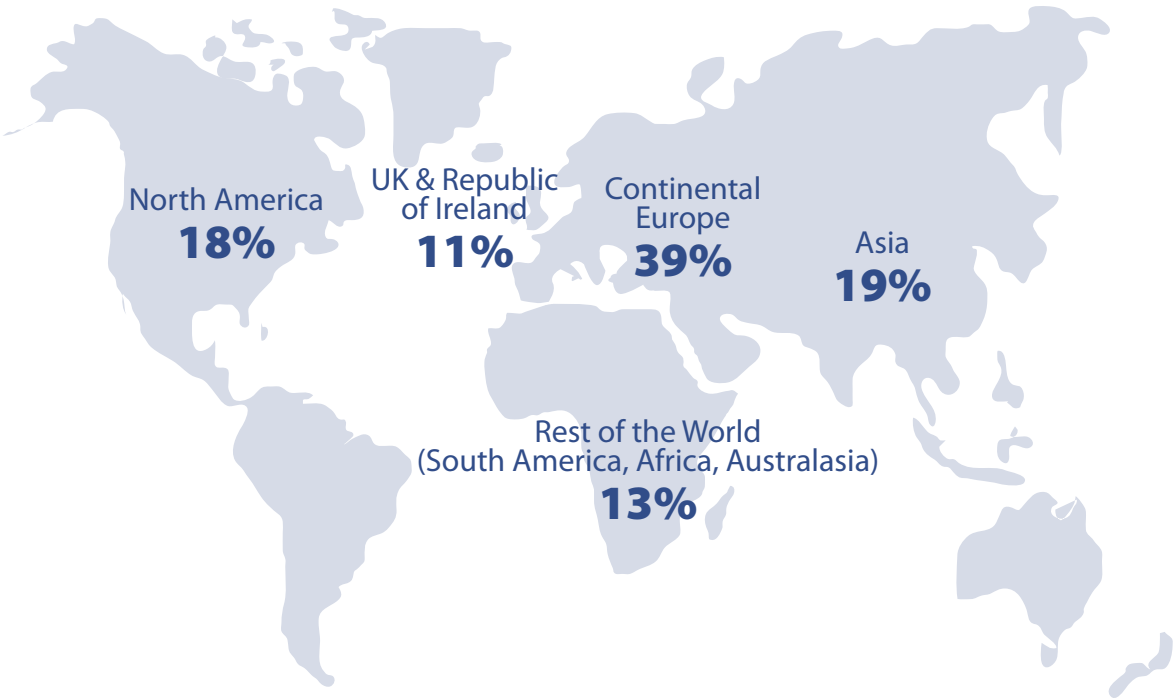 North America
18%
UK & Republic
of Ireland
11%
Continental
Europe
39%
Asia
19%
Rest of the World
(South America, Africa, Australasia)
13%